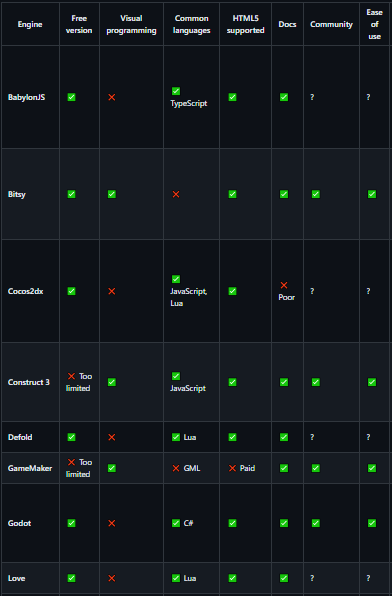 Engine Free version Visual programming Common languages HTML5 supported Docs Community Ease of use
BabylonJS ✅ ❌ ✅ TypeScript ✅ ✅ ? ?
Bitsy ✅ ✅ ❌ ✅ ✅ ✅ ✅
Cocos2dx ✅ ❌ ✅ JavaScript, Lua ✅ ❌ Poor ? ?
Construct 3 ❌ Too limited ✅ ✅ JavaScript ✅ ✅ ✅ ✅
Defold ✅ ❌ ✅ Lua ✅ ✅ ? ?
GameMaker ❌ Too limited ✅ ❌ GML ❌ Paid ✅ ✅ ✅
Godot ✅ ❌ ✅ C# ✅ ✅ ✅ ✅
Love ✅ ❌ ✅ Lua ✅ ✅ ? ?